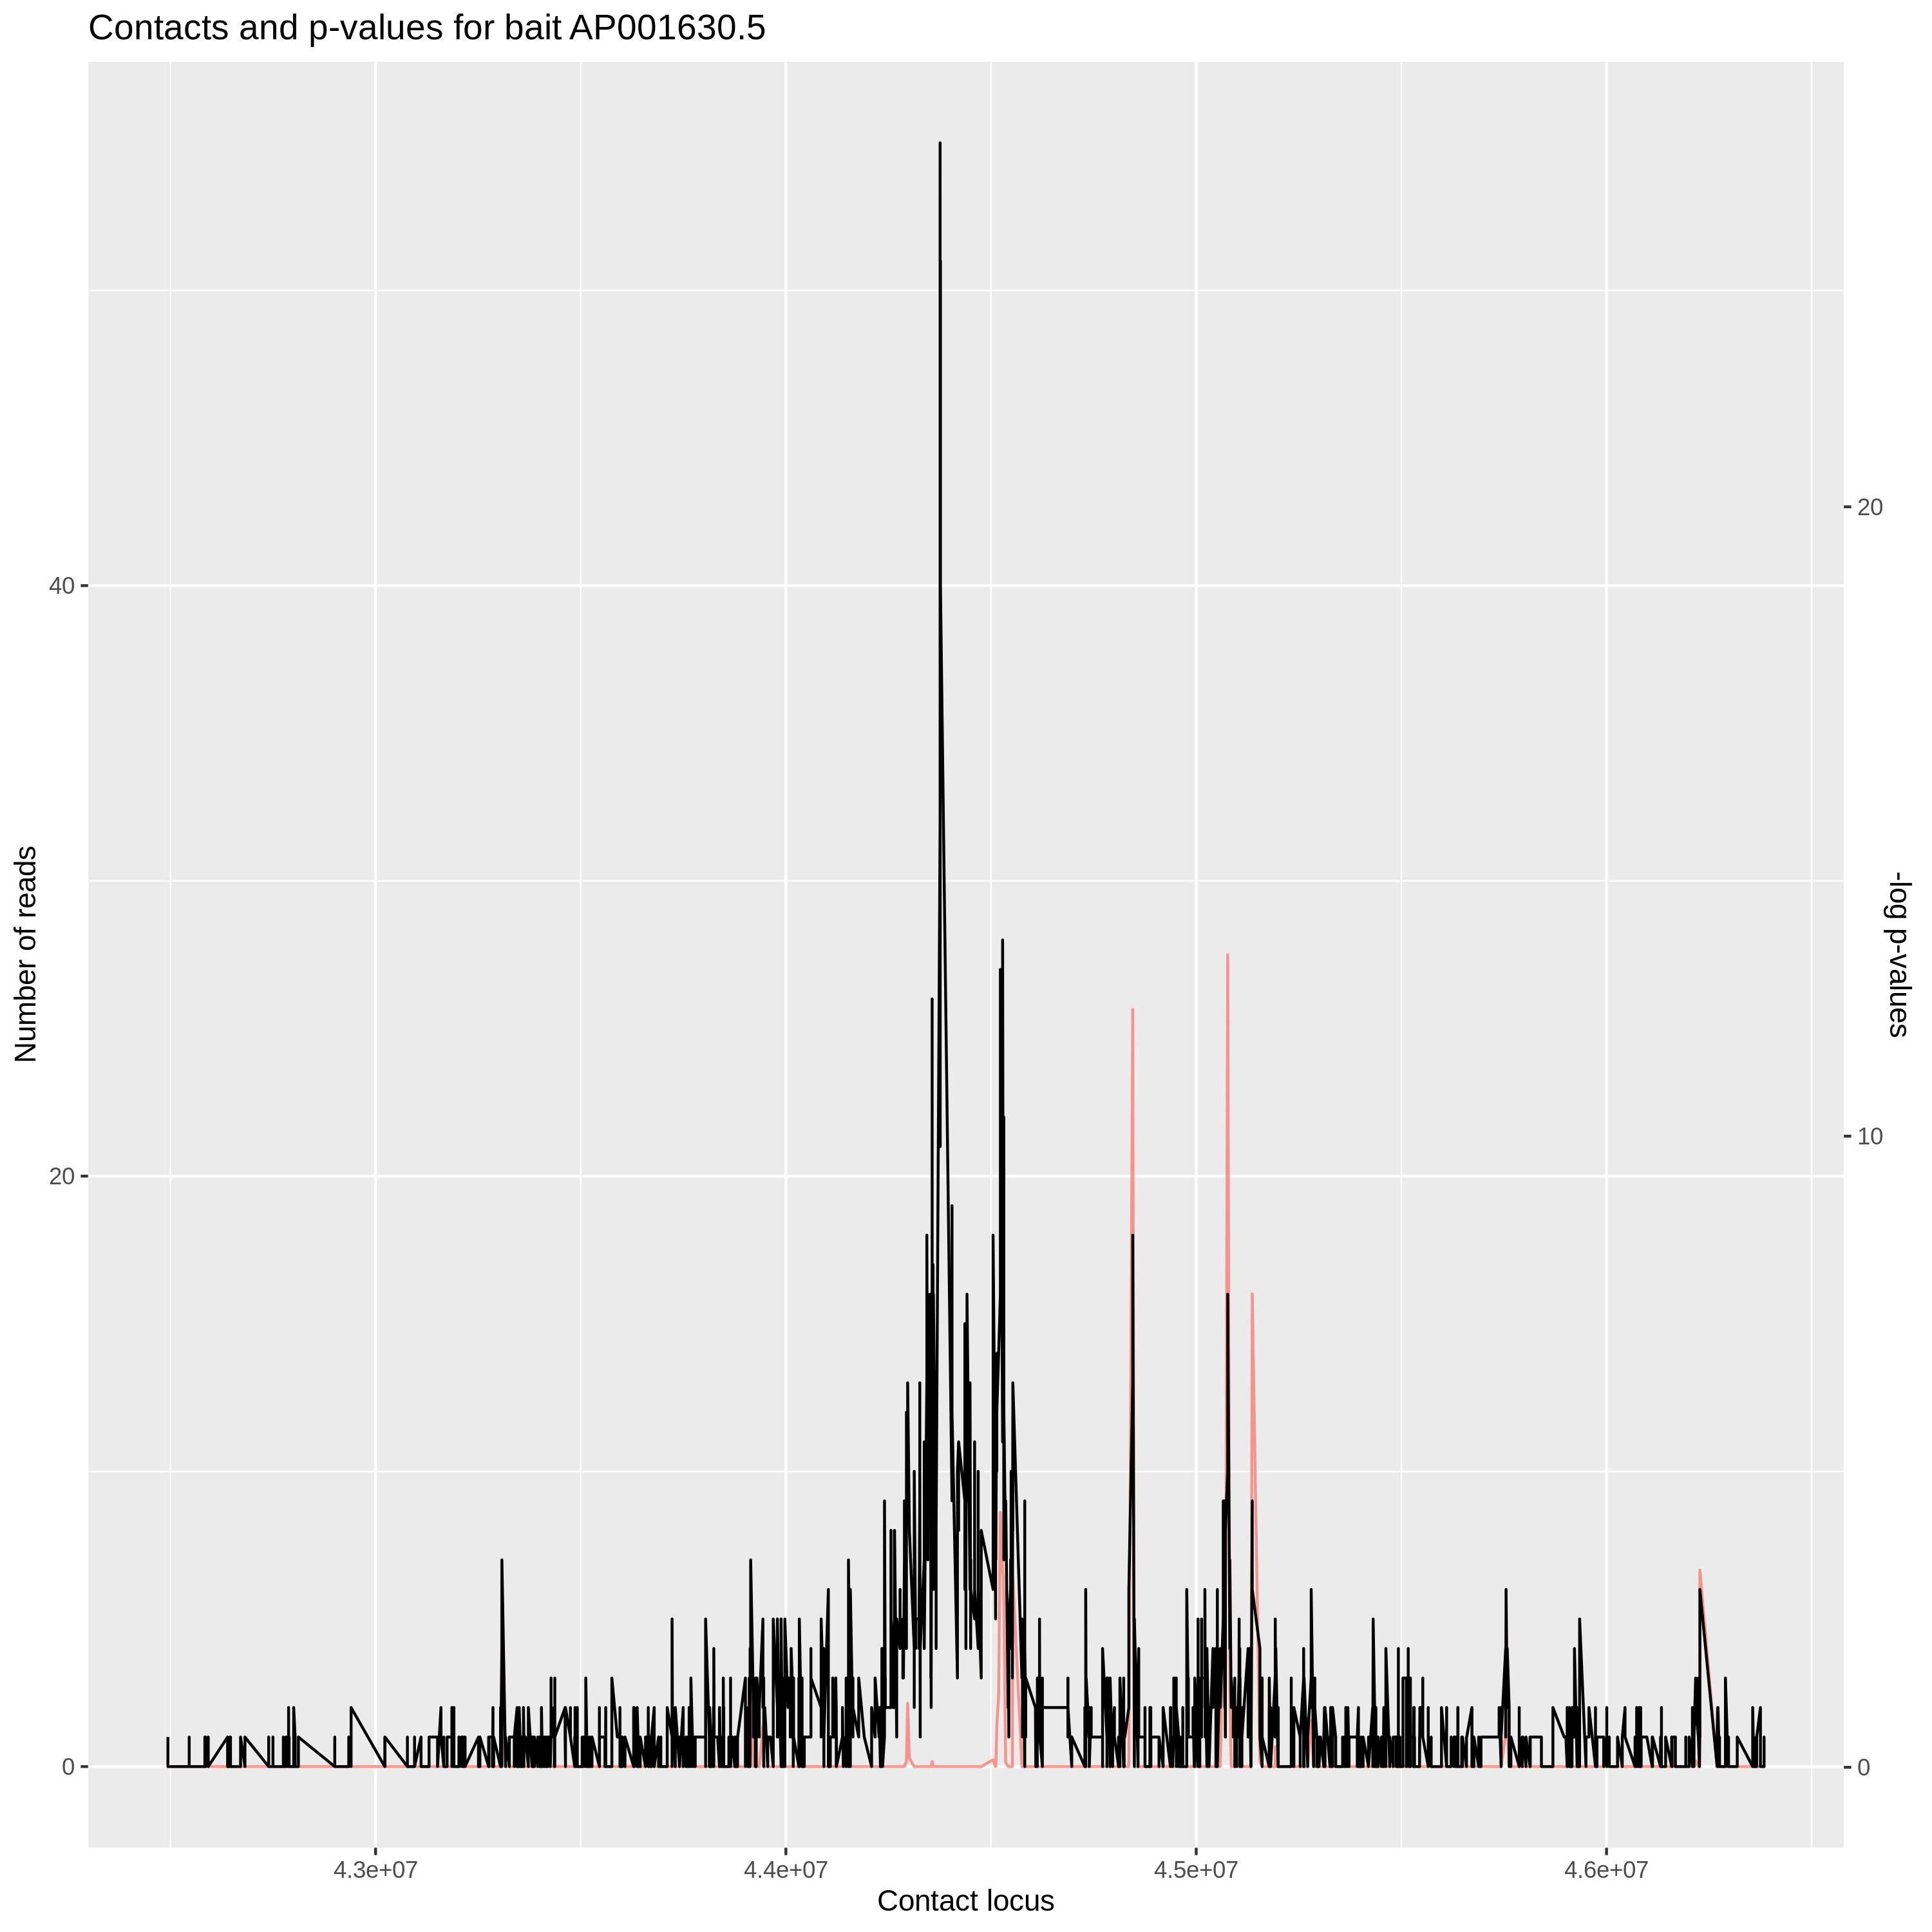 Contacts and p-values for bait AP001630.5
Number of reads
40
20
0
20
10
0
-log p-values
4.3e+07
4.4e+07
4.5e+07
4.6e+07
Contact locus